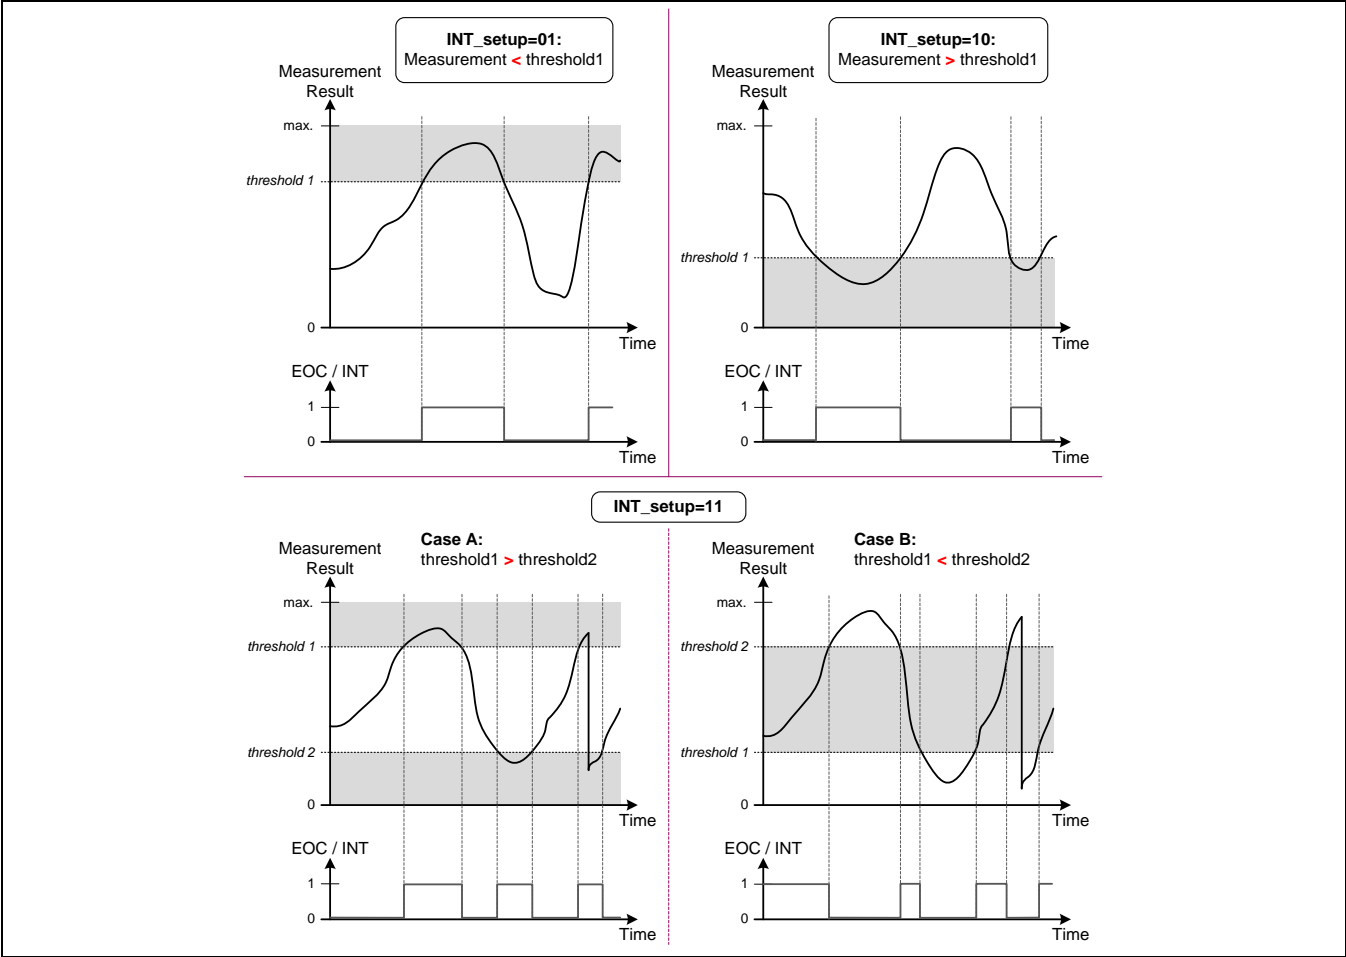 INT_setup=01:
Measurement < threshold1
Measurement
Result
max.
threshold 1
0
Time
EOC / INT
1
0
Time
INT_setup=10:
Measurement > threshold1
Measurement
Result
max.
threshold 1
0
Time
EOC / INT
1
0
Time
INT_setup=11
Case A:
threshold1 > threshold2
Measurement
Result
max.
threshold 1
threshold 2
0
Time
EOC / INT
1
0
Time
Case B:
threshold1 < threshold2
Measurement
Result
max.
threshold 2
threshold 1
0
Time
EOC / INT
1
0
Time